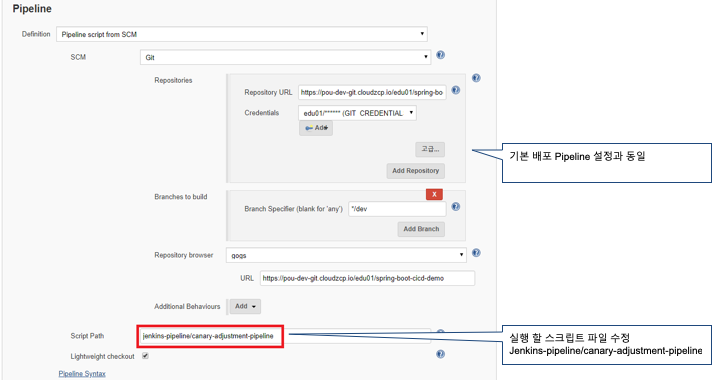 Pipeline
Definition
Pipeline script from SCM
SCM
Git
Repositories
Repository URL
https://pou-dev-git.cloudzcp.io/edu01/spring-bo
Credentials
edu01/****** (GIT_CREDENTIAL
Add
고급...
Add Repository
기본 배포 Pipeline 설정과 동일
Branches to build
X
Branch Specifier (blank for 'any')
*/dev
Add Branch
Repository browser
gogs
URL
https://pou-dev-git.cloudzcp.io/edu01/spring-boot-cicd-demo
Additional Behaviours
Add
Script Path
jenkins-pipeline/canary-adjustment-pipeline
실행 할 스크립트 파일 수정
Jenkins-pipeline/canary-adjustment-pipeline
Lightweight checkout
Pipeline Syntax